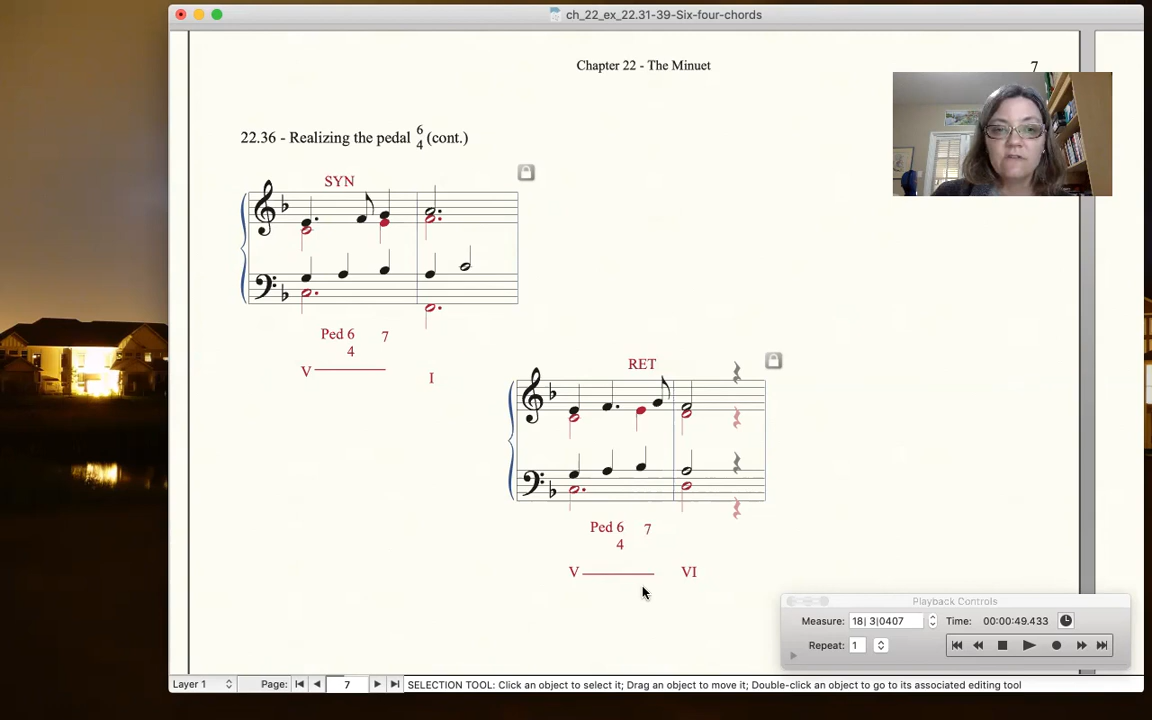 ch_22_ex_22.31-39-Six-four-chords
Chapter 22 - The Minuet
7
22.36 - Realizing the pedal 6 4 (cont.)
SYN
Ped 6 7
4
V I
RET
Ped 6 7
4
V VI
Playback Controls
Measure: 18| 3|0407 Time: 00:00:49.433
Repeat: 1
Layer 1 Page: 7 SELECTION TOOL: Click an object to select it; Drag an object to move it; Double-click an object to go to its associated editing tool